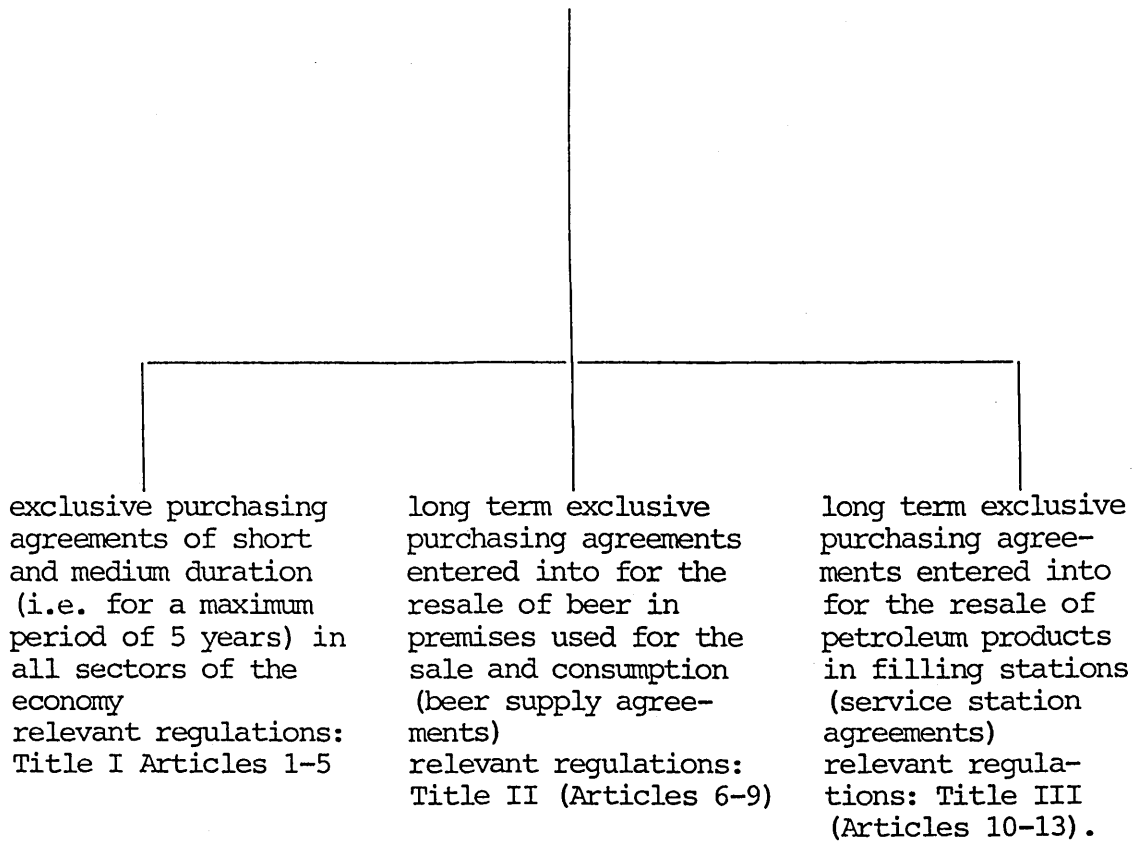 exclusive purchasing
agreements of short
and medium duration
(i.e. for a maximum
period of 5 years) in
all sectors of the
economy
relevant regulations:
Title I Articles 1-5
long term exclusive
purchasing agreements
entered into for the
resale of beer in
premises used for the
sale and consumption
(beer supply agree-
ments)
relevant regulations:
Title II (Articles 6-9)
long term exclusive
purchasing agree-
ments entered into
for the resale of
petroleum products
in filling stations
(service station
agreements)
relevant regula-
tions: Title III
(Articles 10-13).